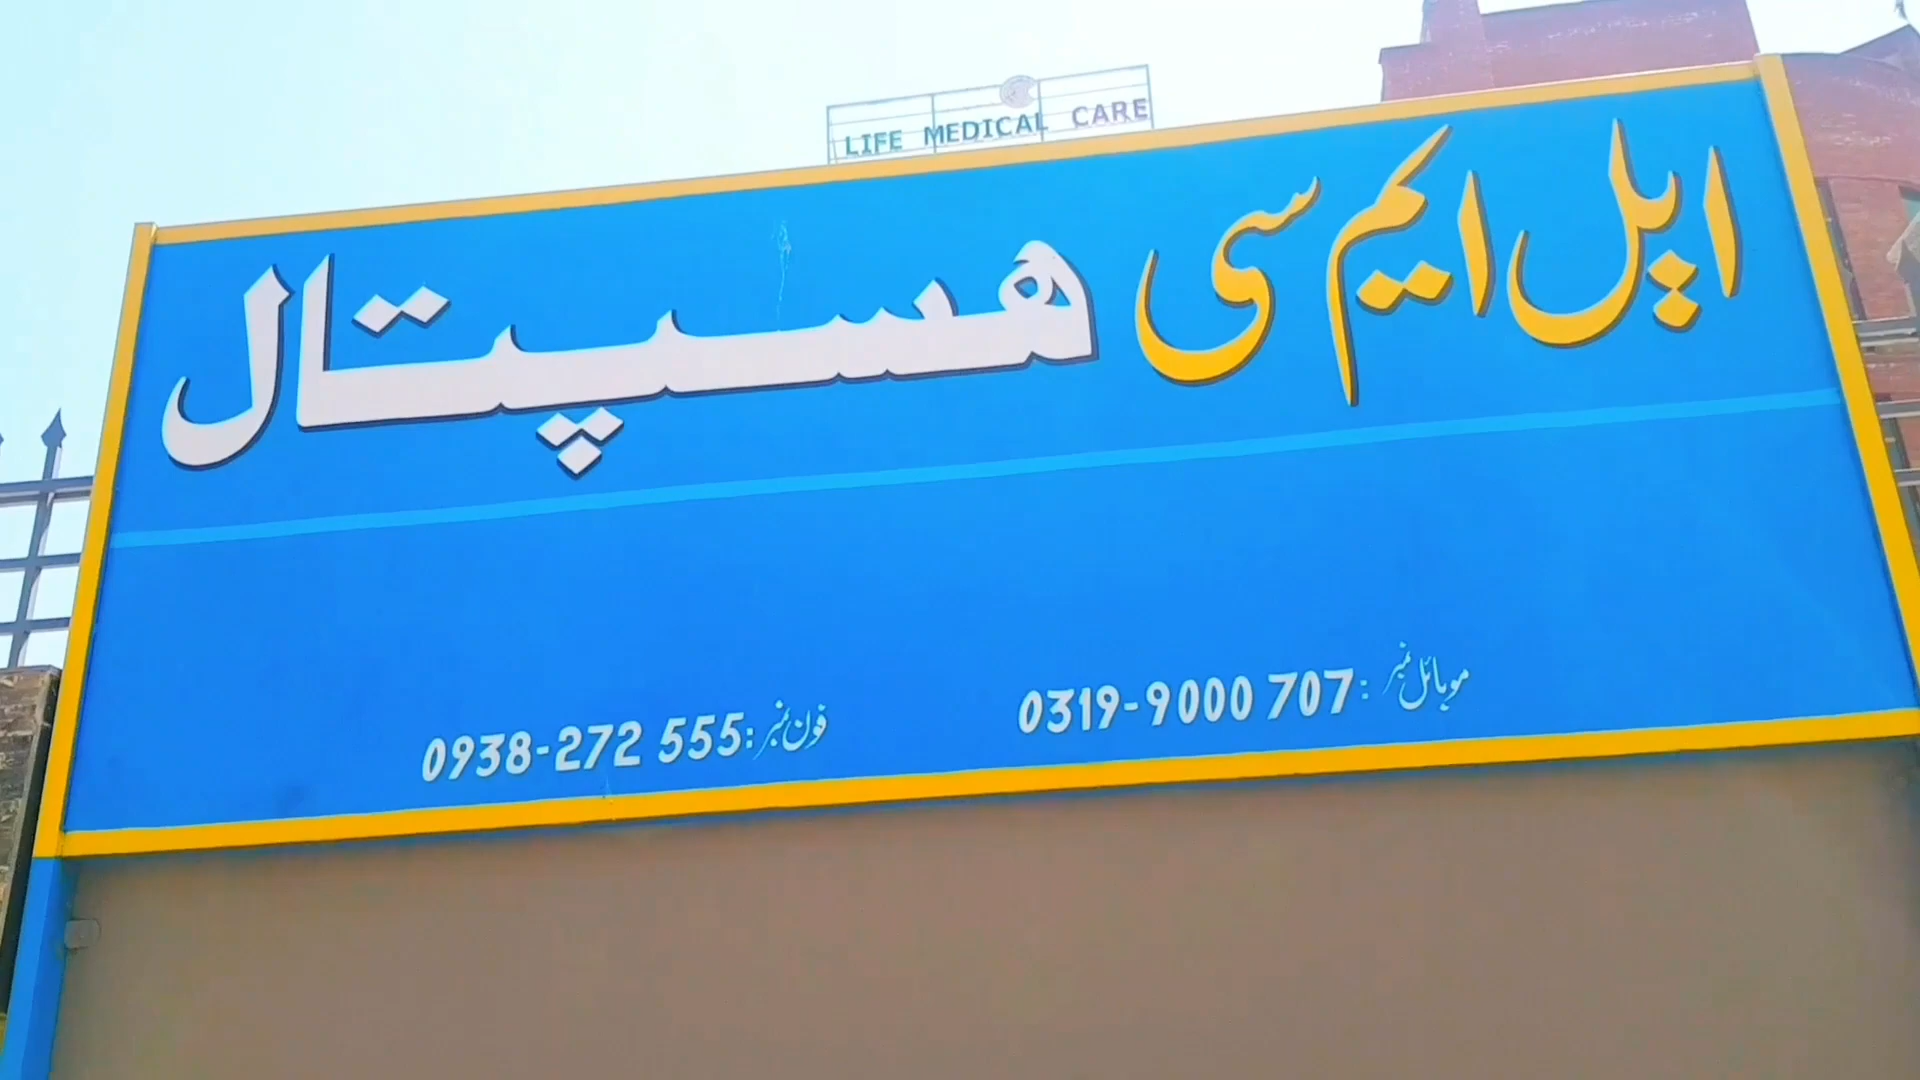 LIFE MEDICAL CARE
ایل ایم سی ہسپتال
موبائل نمبر: 0319-9000 707
فون نمبر: 0938-272 555